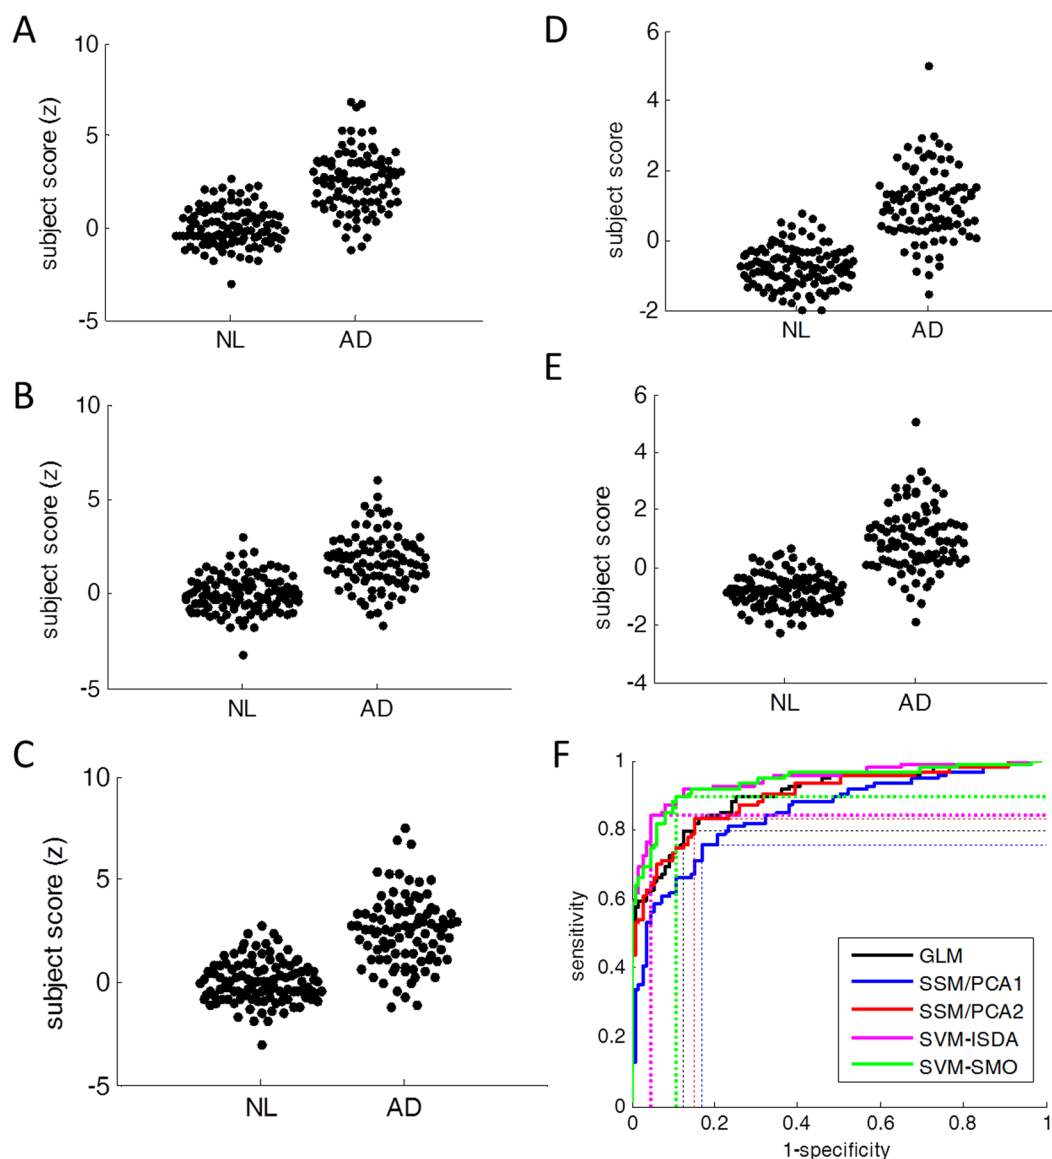 A
10
5
0
-5
subject score (z)
NL
AD
B
10
5
0
-5
subject score (z)
NL
AD
C
10
5
0
-5
subject score (z)
NL
AD
D
6
4
2
0
-2
subject score
NL
AD
E
6
4
2
0
-2
-4
subject score
NL
AD
F
1
0.8
0.6
0.4
0.2
0
sensitivity
GLM
SSM/PCA1
SSM/PCA2
SVM-ISDA
SVM-SMO
0
0.2
0.4
0.6
0.8
1
1-specificity